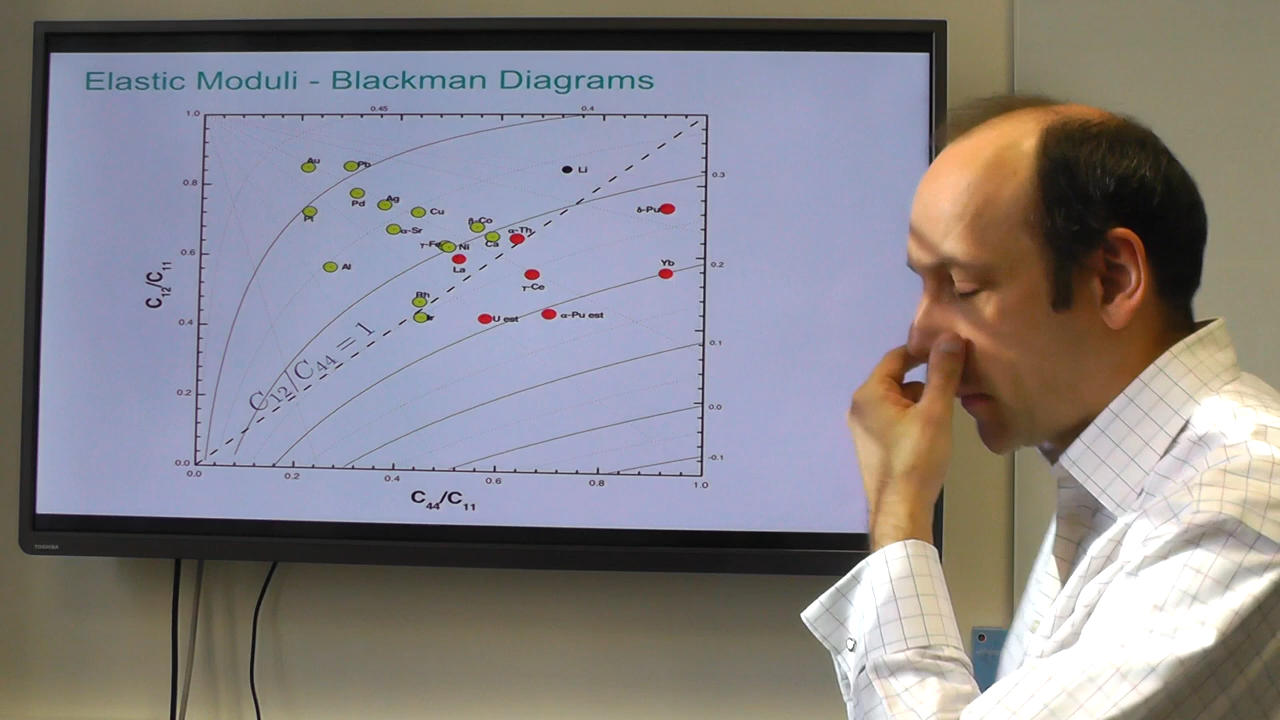 Elastic Moduli - Blackman Diagrams
0.45 0.4
1.0
Au Pb Li
0.8 0.3
Pd Ag δ-Pu
Pt Cu
α-Sr β-Co
α-Th
γ-Fe Ni Ca
0.6
Al La Yb 0.2
γ-Ce
Rh
Ir U est α-Pu est
0.4
C₁₂/C₁₁
C₁₂/C₄₄ = 1
0.1
0.2
0.0
0.0 -0.1
0.0 0.2 0.4 0.6 0.8 1.0
C₄₄/C₁₁
TOSHIBA